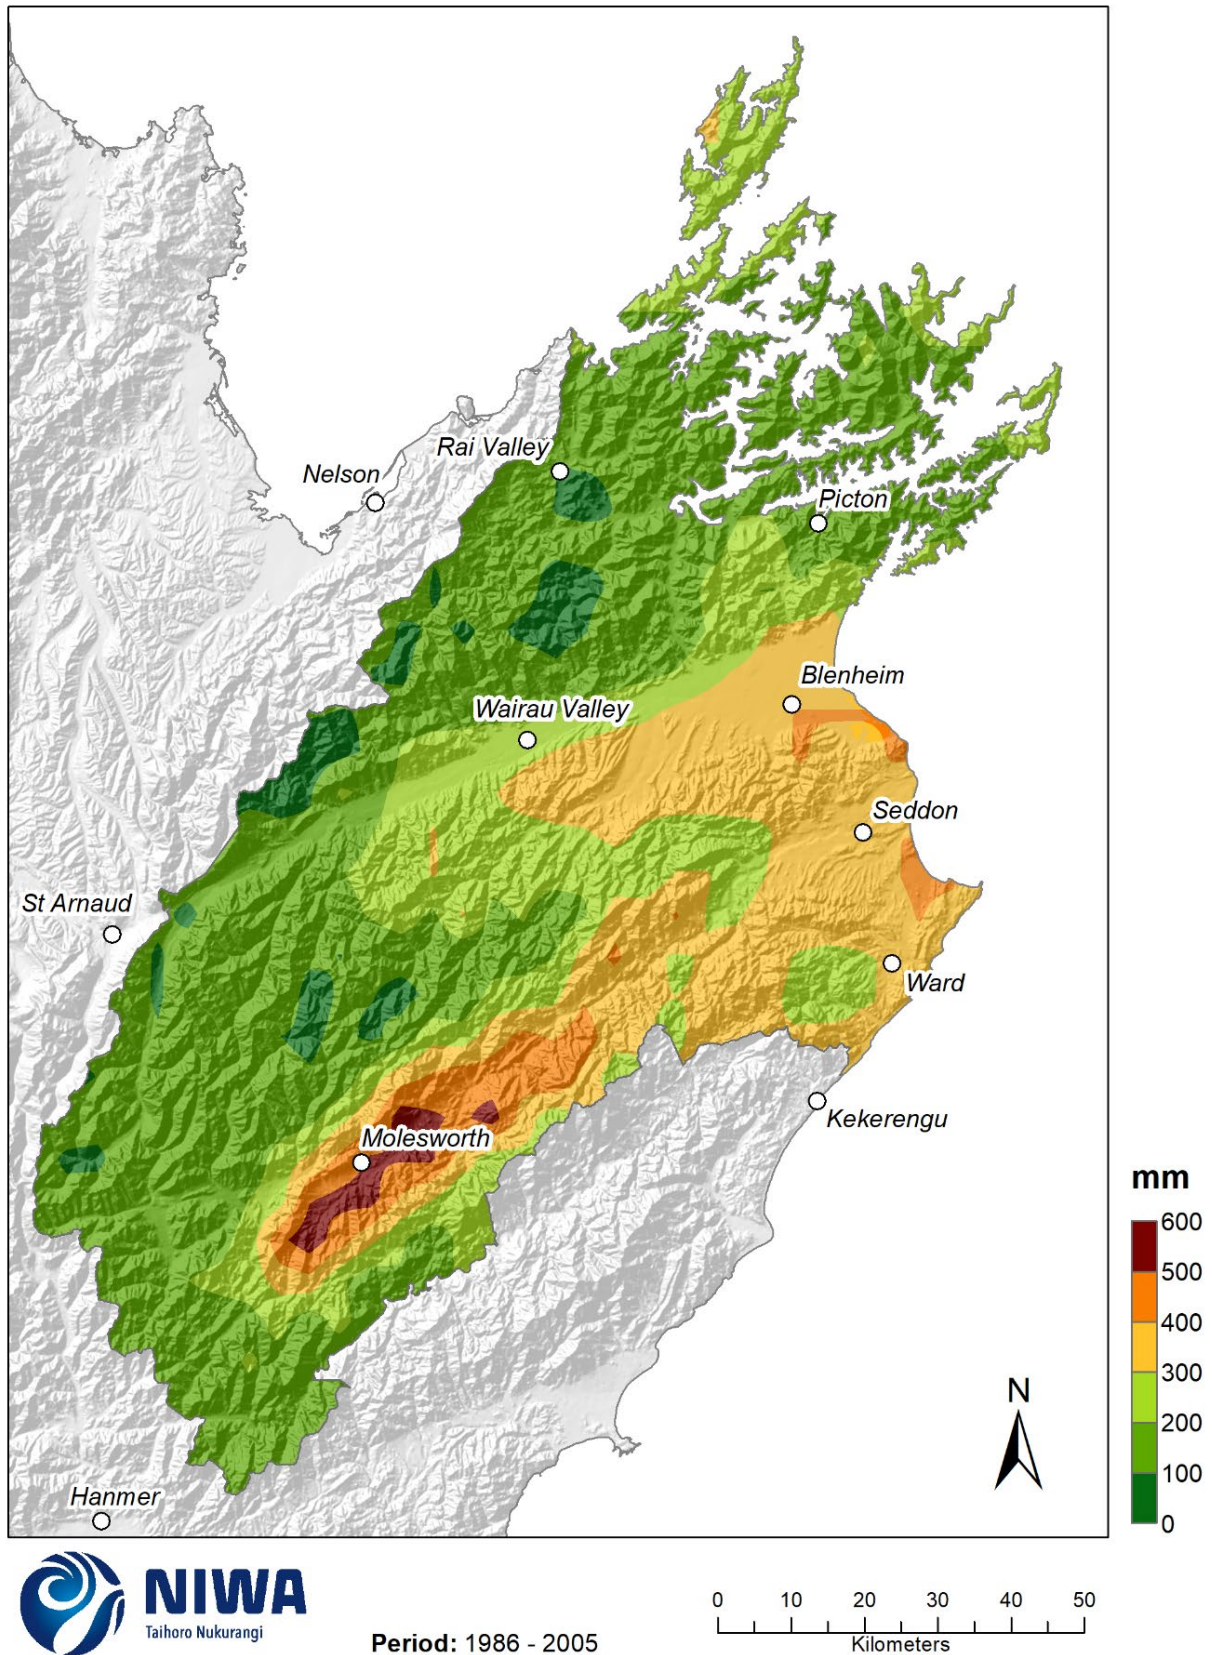 Rai Valley
Nelson
Picton
Blenheim
Wairau Valley
Seddon
St Arnaud
Ward
Kekerengu
Molesworth
Hanmer
N
mm
600
500
400
300
200
100
0
NIWA
Taihoro Nukurangi
Period: 1986 - 2005
0 10 20 30 40 50
Kilometers